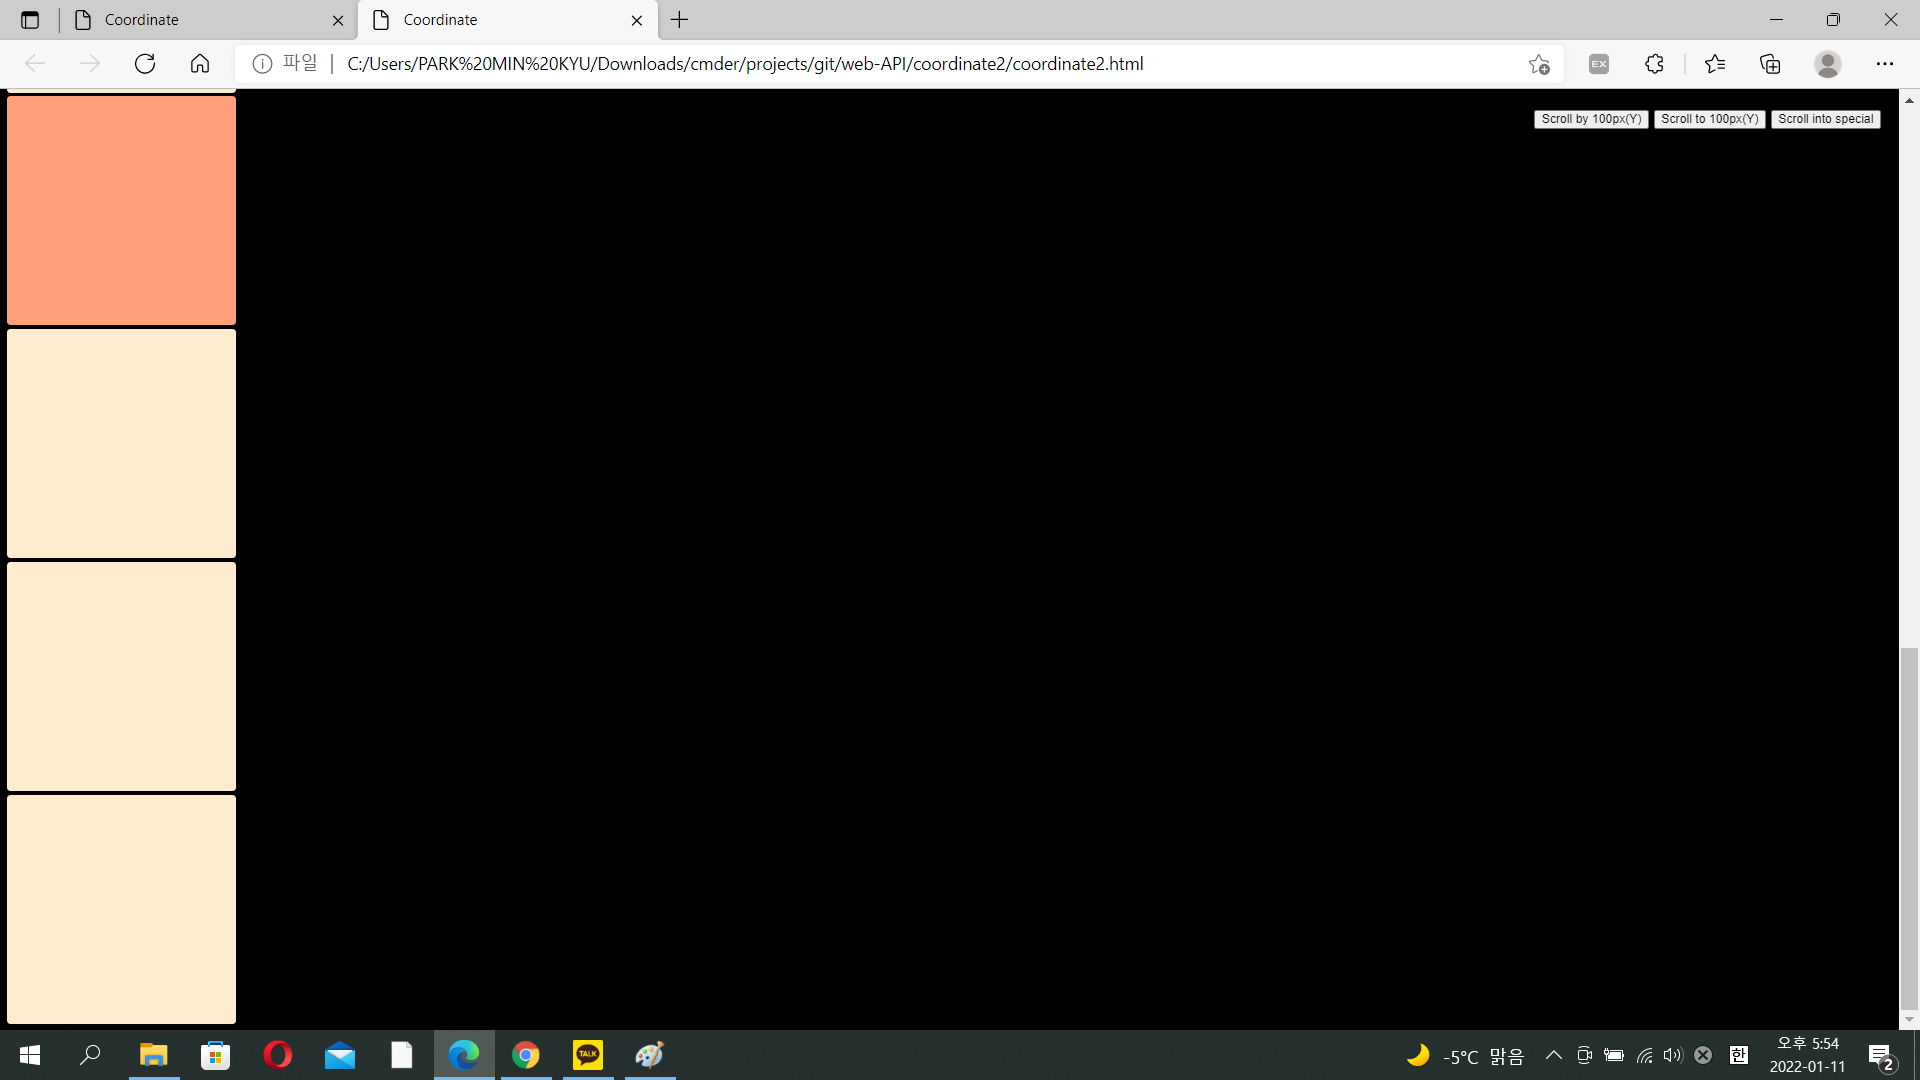 Coordinate
Coordinate
파일
C:/Users/PARK%20MIN%20KYU/Downloads/cmder/projects/git/web-API/coordinate2/coordinate2.html
EX
Scroll by 100px(Y)
Scroll to 100px(Y)
Scroll into special
TALK
-5°C 맑음
한
오후 5:54
2022-01-11
2